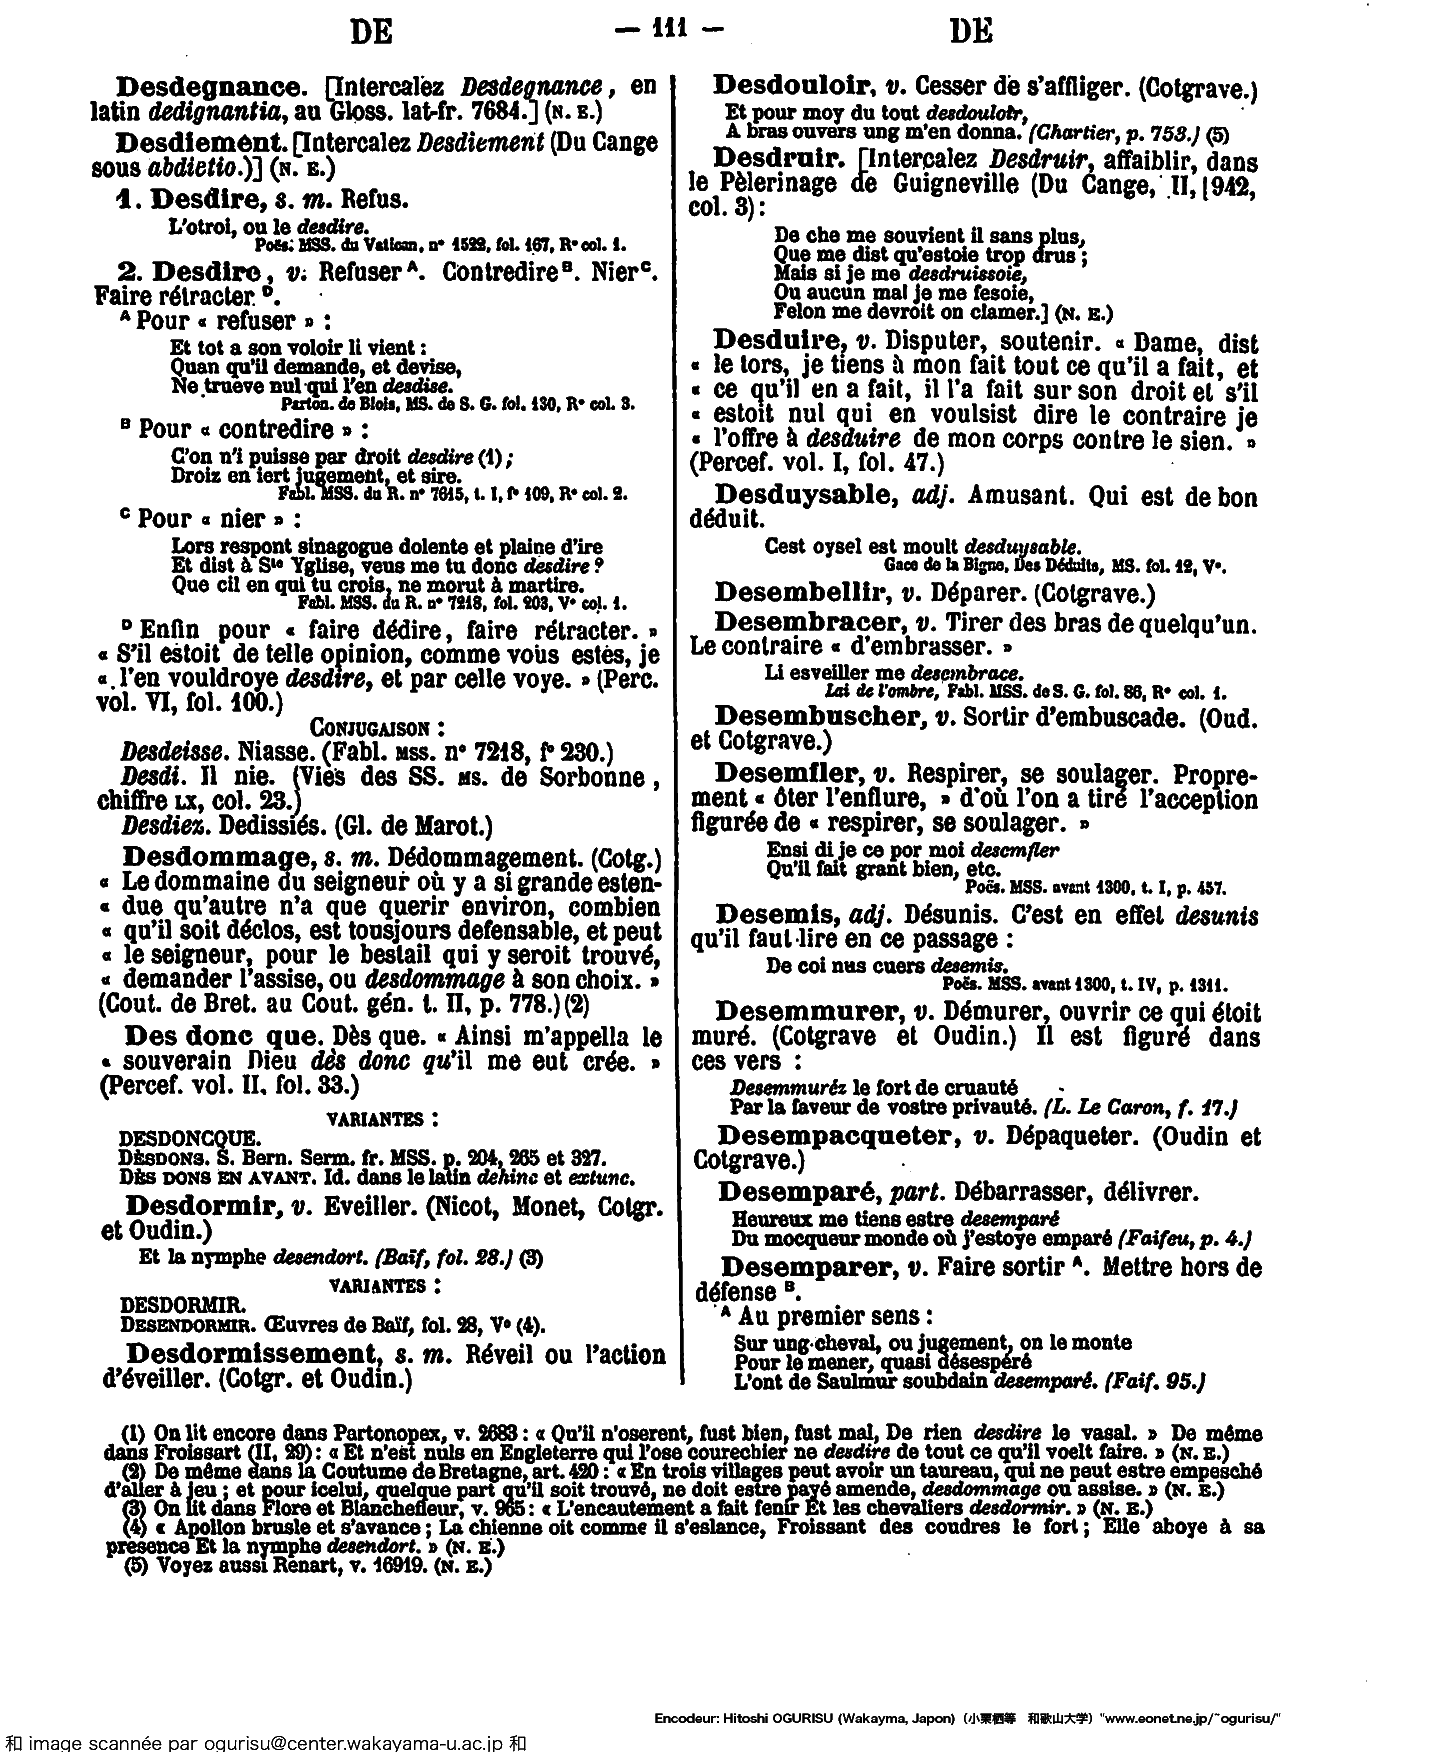 DE — 111 — DE
Desdegnance. [Intercalez Desdegnance, en
latin dedignantia, au Gloss. lat-fr. 7684.] (N. E.)
Desdiement. [Intercalez Desdiement (Du Cange
sous abdietio.)] (N. E.)
1. Desdire, s. m. Refus.
L'otroi, ou le desdire.
Poës. MSS. du Vatican, n° 1522, fol. 167, R° col. 1.
2. Desdire, v. Refuser A. Contredire B. Nier C.
Faire rétracter D.
A Pour « refuser » :
Et tot a son voloir li vient :
Quan qu'il demande, et devise,
Ne trueve nul qui l'en desdise.
Parton. de Blois, MS. de S. G. fol. 130, R° col. 3.
B Pour « contredire » :
C'on n'i puisse par droit desdire (1) ;
Droiz en iert jugement, et sire.
Fabl. MSS. du R. n° 7615, t. I, f° 109, R° col. 2.
C Pour « nier » :
Lors respont sinagogue dolente et plaine d'ire
Et dist à Ste Yglise, veus me tu donc desdire ?
Que cil en qui tu crois, ne morut à martire.
Fabl. MSS. du R. n° 7218, fol. 203, V° col. 1.
D Enfin pour « faire dédire, faire rétracter. »
« S'il estoit de telle opinion, comme vous estes, je
« l'en vouldroye desdire, et par celle voye. » (Perc.
vol. VI, fol. 100.)
CONJUGAISON :
Desdeisse. Niasse. (Fabl. MSS. n° 7218, f° 230.)
Desdi. Il nie. (Vies des SS. MS. de Sorbonne,
chiffre LX, col. 23.)
Desdiez. Dedissiés. (Gl. de Marot.)
Desdommage, s. m. Dédommagement. (Cotg.)
« Le dommaine du seigneur où y a si grande esten-
« due qu'autre n'a que querir environ, combien
« qu'il soit déclos, est tousjours defensable, et peut
« le seigneur, pour le bestail qui y seroit trouvé,
« demander l'assise, ou desdommage à son choix. »
(Cout. de Bret. au Cout. gén. t. II, p. 778.) (2)
Des donc que. Dès que. « Ainsi m'appella le
« souverain Dieu dès donc qu'il me eut crée. »
(Percef. vol. II, fol. 33.)
VARIANTES :
DESDONCQUE.
DÈSDONS. S. Bern. Serm. fr. MSS. p. 204, 265 et 327.
DÈS DONS EN AVANT. Id. dans le latin dehinc et extunc.
Desdormir, v. Eveiller. (Nicot, Monet, Cotgr.
et Oudin.)
Et la nymphe desendort. (Baïf, fol. 28.) (3)
VARIANTES :
DESDORMIR.
DESENDORMIR. Œuvres de Baïf, fol. 28, V° (4).
Desdormissement, s. m. Réveil ou l'action
d'éveiller. (Cotgr. et Oudin.)
Desdouloir, v. Cesser de s'affliger. (Cotgrave.)
Et pour moy du tout desdouloir,
A bras ouvers ung m'en donna. (Chartier, p. 753.) (5)
Desdruir. [Intercalez Desdruir, affaiblir, dans
le Pèlerinage de Guigneville (Du Cange, II, 942,
col. 3) :
De che me souvient il sans plus,
Que me dist qu'estoie trop drus ;
Mais si je me desdruissoie,
Ou aucun mal je me fesoie,
Felon me devroit on clamer.] (N. E.)
Desduire, v. Disputer, soutenir. « Dame, dist
« le tors, je tiens à mon fait tout ce qu'il a fait, et
« ce qu'il en a fait, il l'a fait sur son droit et s'il
« estoit nul qui en voulsist dire le contraire je
« l'offre à desduire de mon corps contre le sien. »
(Percef. vol. I, fol. 47.)
Desduysable, adj. Amusant. Qui est de bon
déduit.
Cest oysel est moult desduysable.
Gace de la Bigne, Des Déduits, MS. fol. 12, V°.
Desembellir, v. Déparer. (Cotgrave.)
Desembracer, v. Tirer des bras de quelqu'un.
Le contraire « d'embrasser. »
Li esveiller me desembrace.
Lai de l'ombre, Fabl. MSS. de S. G. fol. 86, R° col. 1.
Desembuscher, v. Sortir d'embuscade. (Oud.
et Cotgrave.)
Desemfler, v. Respirer, se soulager. Propre-
ment « ôter l'enflure, » d'où l'on a tiré l'acception
figurée de « respirer, se soulager. »
Ensi di je ce por moi desemfler
Qu'il fait grant bien, etc.
Poës. MSS. avant 1300, t. I, p. 457.
Desemis, adj. Désunis. C'est en effet desunis
qu'il faut lire en ce passage :
De coi nus cuers desemis.
Poës. MSS. avant 1300, t. IV, p. 1311.
Desemmurer, v. Démurer, ouvrir ce qui étoit
muré. (Cotgrave et Oudin.) Il est figuré dans
ces vers :
Desemmuréz le fort de cruauté
Par la faveur de vostre privauté. (L. Le Caron, f. 17.)
Desempacqueter, v. Dépaqueter. (Oudin et
Cotgrave.)
Desemparé, part. Débarrasser, délivrer.
Heureux me tiens estre desemparé
Du mocqueur monde où j'estoye emparé (Faifeu, p. 4.)
Desemparer, v. Faire sortir A. Mettre hors de
défense B.
A Au premier sens :
Sur ung cheval, ou jugement, on le monte
Pour le mener, quasi désespéré
L'ont de Saulmur soubdain desemparé. (Faif. 95.)
(1) On lit encore dans Partonopex, v. 2683 : « Qu'il n'oserent, fust bien, fust mal, De rien desdire le vasal. » De même
dans Froissart (II, 29) : « Et n'est nuls en Engleterre qui l'ose courechier ne desdire de tout ce qu'il voelt faire. » (N. E.)
(2) De même dans la Coutume de Bretagne, art. 420 : « En trois villages peut avoir un taureau, qui ne peut estre empesché
d'aller à jeu ; et pour icelui, quelque part qu'il soit trouvé, ne doit estre payé amende, desdommage ou assise. » (N. E.)
(3) On lit dans Flore et Blanchefleur, v. 965 : « L'encautement a fait fenir Et les chevaliers desdormir. » (N. E.)
(4) « Apollon brusle et s'avance ; La chienne oit comme il s'eslance, Froissant des coudres le fort ; Elle aboye à sa
presence Et la nymphe desendort. » (N. E.)
(5) Voyez aussi Renart, v. 16919. (N. E.)
Encodeur: Hitoshi OGURISU (Wakayma, Japon) (小栗栖等 和歌山大学) "www.eonet.ne.jp/~ogurisu/"
和 image scannée par ogurisu@center.wakayama-u.ac.jp 和